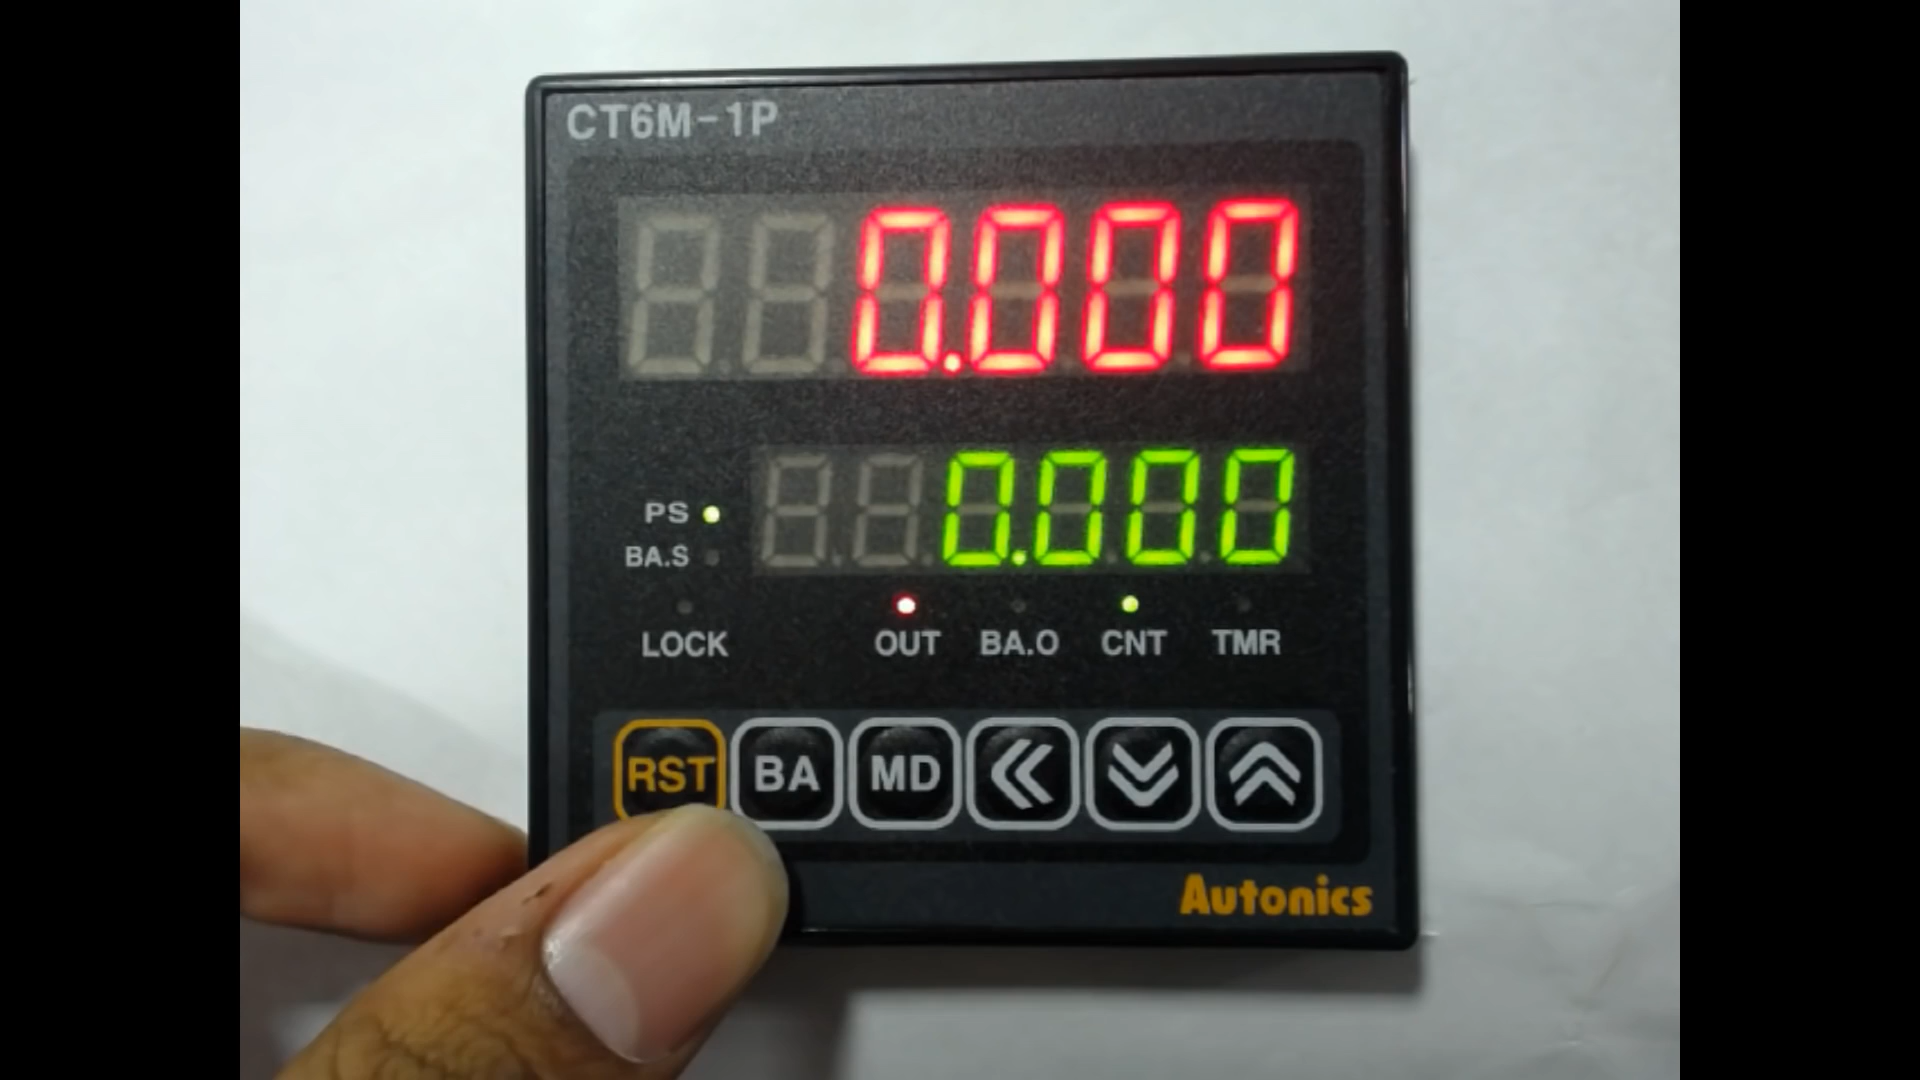 CT6M-1P
0.000
0.000
PS
BA.S
LOCK OUT BA.O CNT TMR
RST BA MD
Autonics